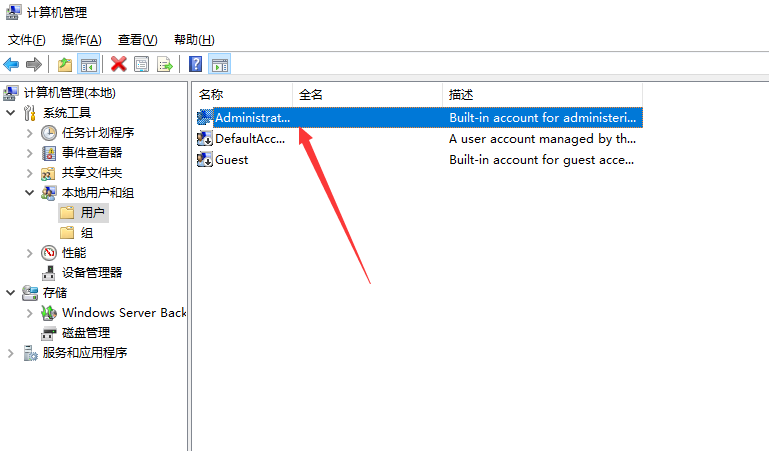 计算机管理
文件(F) 操作(A) 查看(V) 帮助(H)
计算机管理(本地)
系统工具
任务计划程序
事件查看器
共享文件夹
本地用户和组
用户
组
性能
设备管理器
存储
Windows Server Back
磁盘管理
服务和应用程序
名称 全名 描述
Administrat... Built-in account for administeri...
DefaultAcc... A user account managed by th...
Guest Built-in account for guest acce...